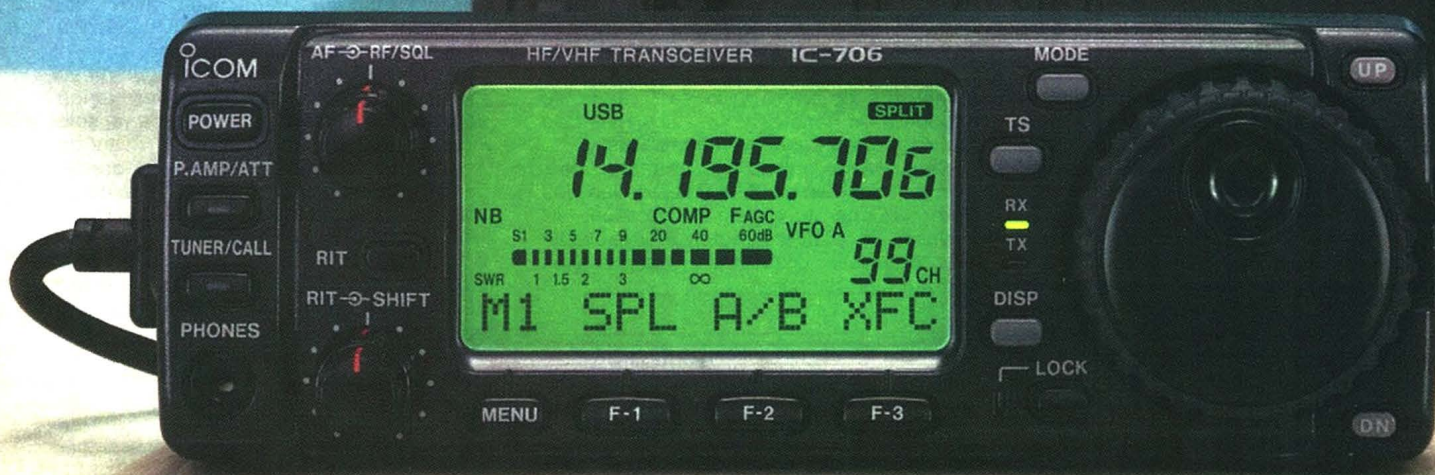 ICOM
AF RF/SQL
HF/VHF TRANSCEIVER IC-706
MODE
UP
POWER
P.AMP/ATT
TUNER/CALL
PHONES
RIT
RIT SHIFT
USB SPLIT
14.195.706
NB COMP FAGC VFO A
S1 3 5 7 9 20 40 60dB
99 CH
SWR 1 1.5 2 3 ∞
M1 SPL A/B XFC
MENU F-1 F-2 F-3
TS
RX
TX
DISP
LOCK
DN